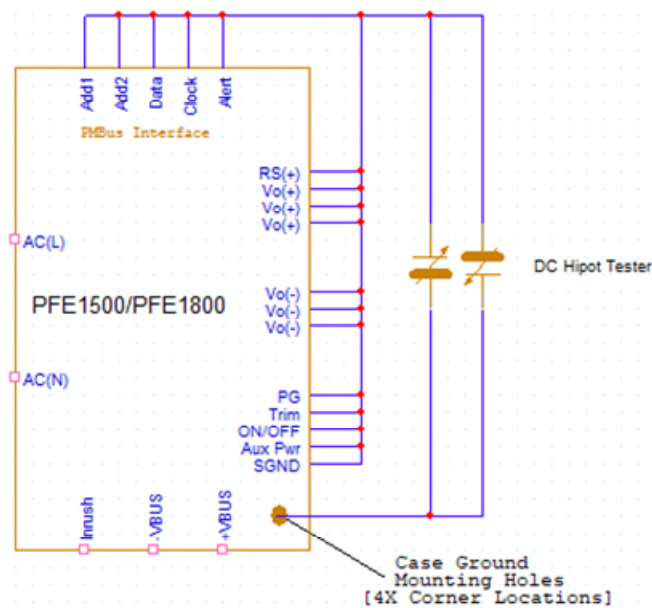 Add1
Add2
Data
Clock
Alert
PMBus Interface
RS(+)
Vo(+)
Vo(+)
Vo(+)
AC(L)
DC Hipot Tester
PFE1500/PFE1800
Vo(-)
Vo(-)
Vo(-)
AC(N)
PG
Trim
ON/OFF
Aux Pwr
SGND
Inrush
-VBUS
+VBUS
Case Ground
Mounting Holes
[4X Corner Locations]